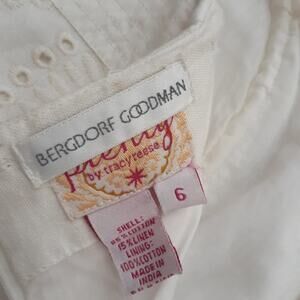 BERGDORF GOODMAN
plenty
by tracy reese
6
SHELL:
85% COTTON
15% LINEN
LINING:
100% COTTON
MADE IN
INDIA